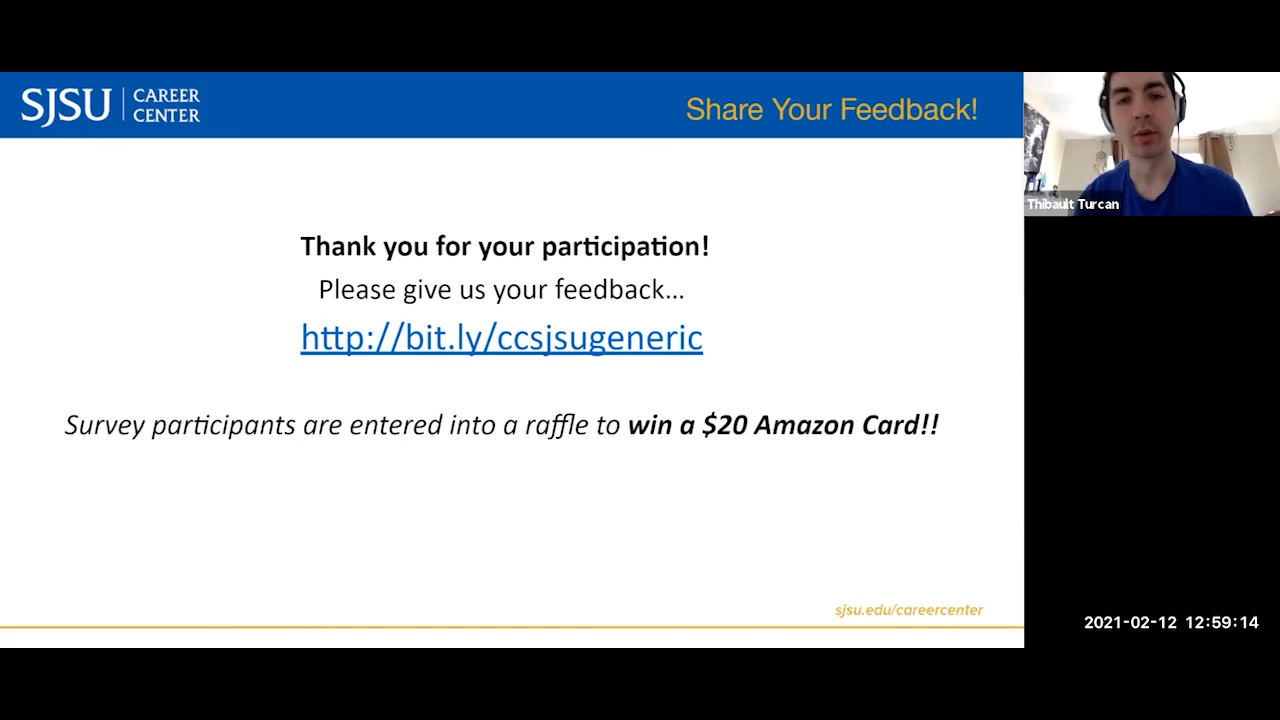 SJSU
CAREER
CENTER
Share Your Feedback!
Thibault Turcan
Thank you for your participation!
Please give us your feedback...
http://bit.ly/ccsjsugeneric
Survey participants are entered into a raffle to win a $20 Amazon Card!!
sjsu.edu/careercenter
2021-02-12 12:59:14